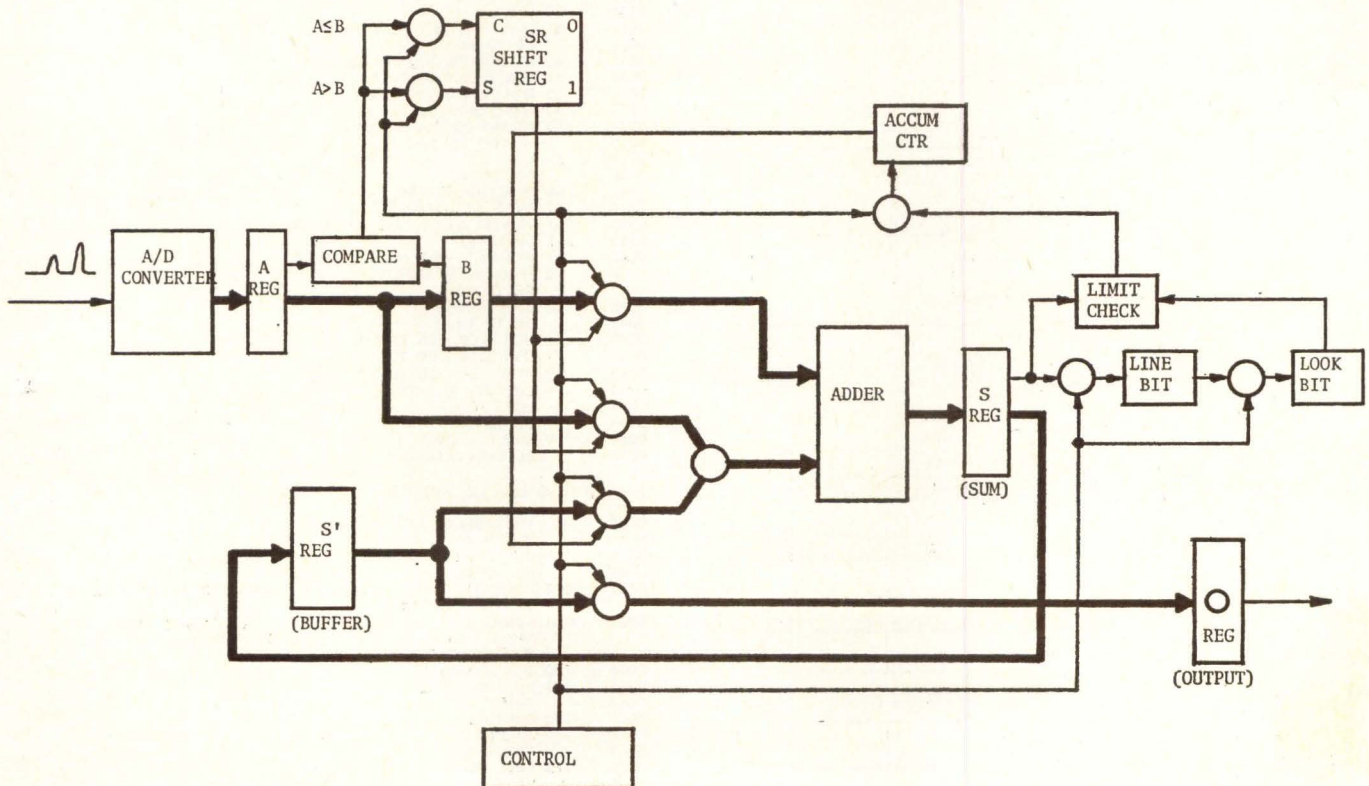 A≤B
C 0
SR
SHIFT
REG
A>B
S 1
ACCUM
CTR
A/D
CONVERTER
A
REG
COMPARE
B
REG
LIMIT
CHECK
LINE
BIT
LOOK
BIT
ADDER
S
REG
(SUM)
S'
REG
(BUFFER)
O
REG
(OUTPUT)
CONTROL